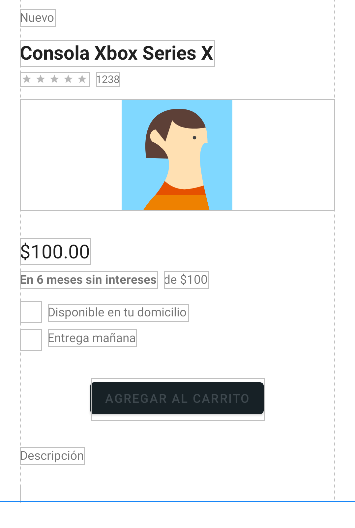 Nuevo
Consola Xbox Series X
1238
$100.00
En 6 meses sin intereses de $100
Disponible en tu domicilio
Entrega mañana
AGREGAR AL CARRITO
Descripción